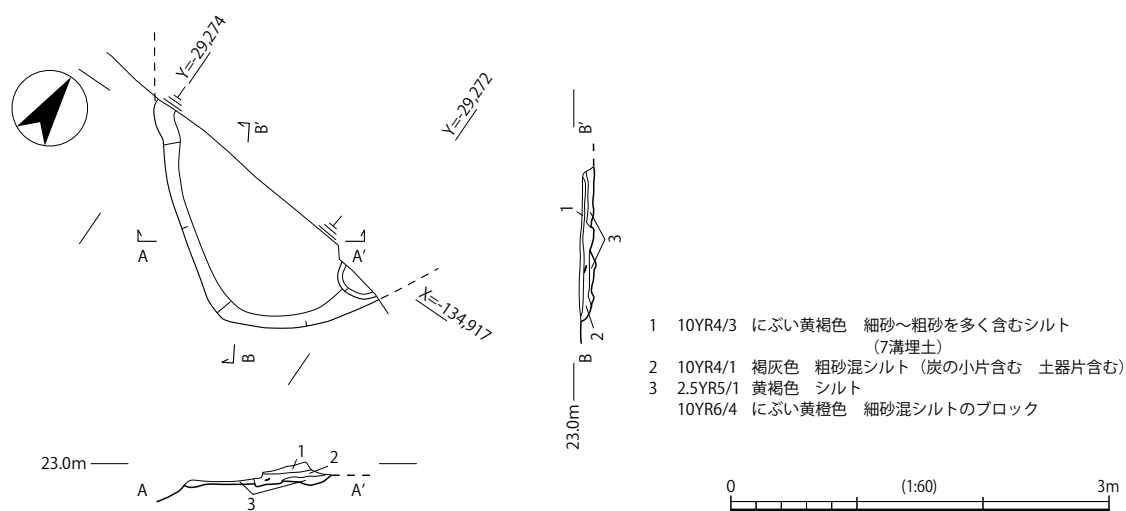 Y=-29,274
Y=-29,272
B'
A
A'
X=-134,917
B
B'
1
3
2
B
23.0m
23.0m
1
2
A
3
A'
1 10YR4/3 にぶい黄褐色 細砂～粗砂を多く含むシルト
（7溝埋土）
2 10YR4/1 褐灰色 粗砂混シルト（炭の小片含む 土器片含む）
3 2.5YR5/1 黄褐色 シルト
10YR6/4 にぶい黄橙色 細砂混シルトのブロック
0 (1:60) 3m